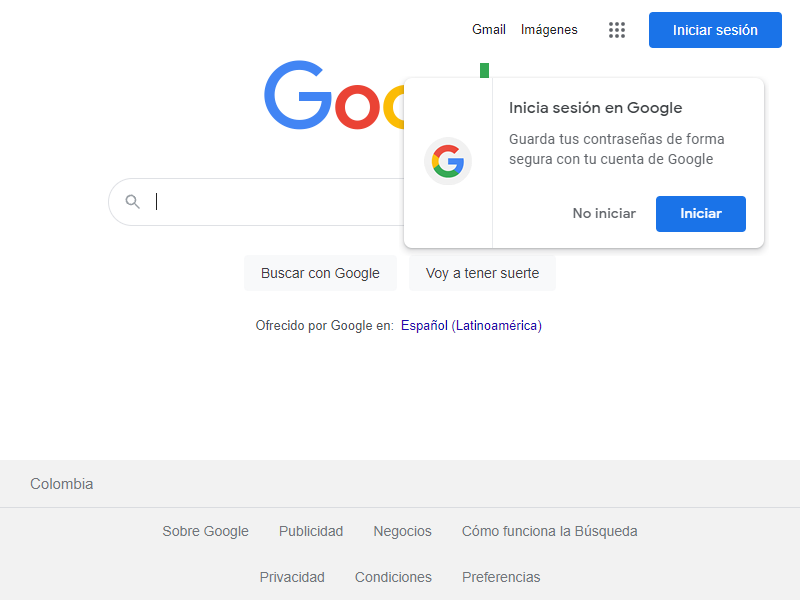 Gmail Imágenes Iniciar sesión
Inicia sesión en Google
Guarda tus contraseñas de forma
segura con tu cuenta de Google
No iniciar Iniciar
Buscar con Google Voy a tener suerte
Ofrecido por Google en: Español (Latinoamérica)
Colombia
Sobre Google Publicidad Negocios Cómo funciona la Búsqueda
Privacidad Condiciones Preferencias